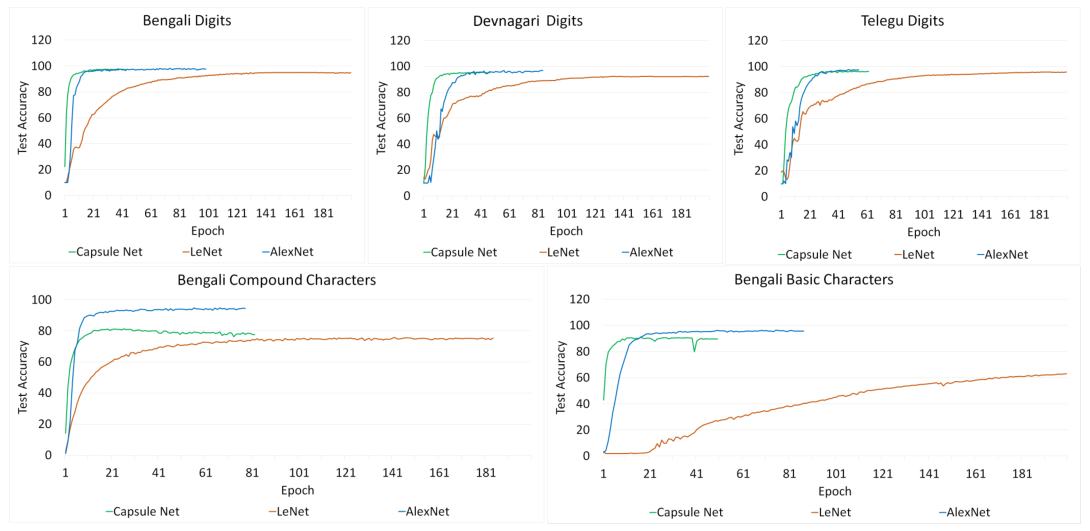 Bengali Digits
120
100
80
60
40
20
0
Test Accuracy
1 21 41 61 81 101 121 141 161 181
Epoch
Capsule Net LeNet AlexNet
Devnagari Digits
120
100
80
60
40
20
0
Test Accuracy
1 21 41 61 81 101 121 141 161 181
Epoch
Capsule Net LeNet AlexNet
Telegu Digits
120
100
80
60
40
20
0
Test Accuracy
1 21 41 61 81 101 121 141 161 181
Epoch
Capsule Net LeNet AlexNet
Bengali Compound Characters
100
80
60
40
20
0
Test Accuracy
1 21 41 61 81 101 121 141 161 181
Epoch
Capsule Net LeNet AlexNet
Bengali Basic Characters
120
100
80
60
40
20
0
Test Accuracy
1 21 41 61 81 101 121 141 161 181
Epoch
Capsule Net LeNet AlexNet